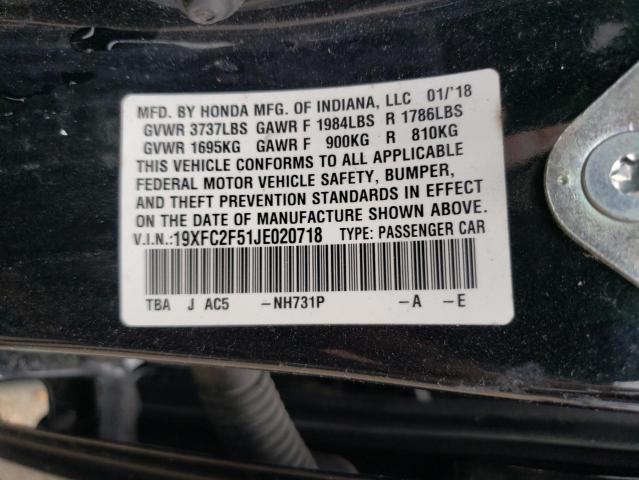 MFD. BY HONDA MFG. OF INDIANA, LLC 01/'18
GVWR 3737LBS GAWR F 1984LBS R 1786LBS
GVWR 1695KG GAWR F 900KG R 810KG
THIS VEHICLE CONFORMS TO ALL APPLICABLE
FEDERAL MOTOR VEHICLE SAFETY, BUMPER,
AND THEFT PREVENTION STANDARDS IN EFFECT
ON THE DATE OF MANUFACTURE SHOWN ABOVE.
V.I.N.:19XFC2F51JE020718 TYPE: PASSENGER CAR
TBA J AC5 -NH731P -A -E